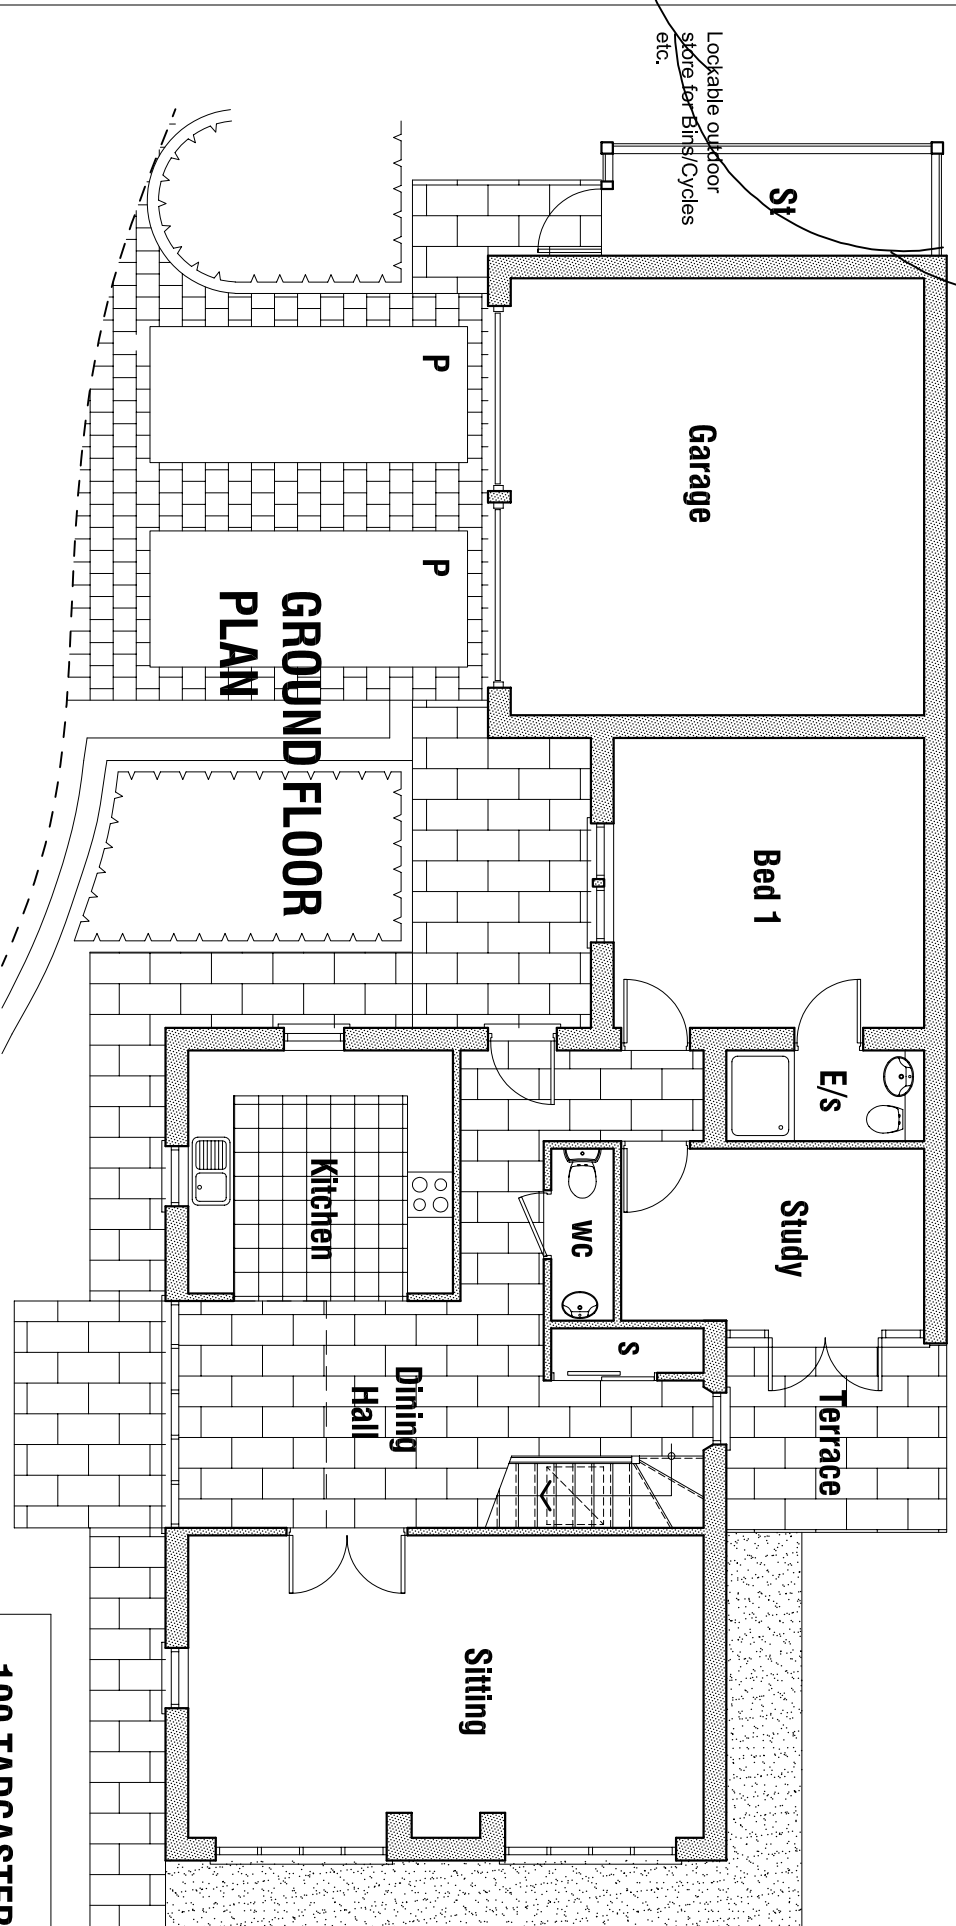 Lockable outdoor
store for Bins/Cycles
etc.
St
Garage
P
P
GROUND FLOOR
PLAN
Bed 1
E/s
Study
Kitchen
wc
s
Dining
Hall
Terrace
Sitting